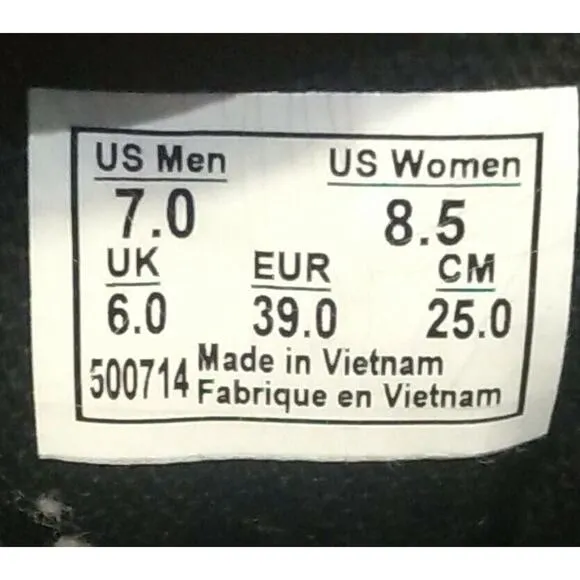 US Men US Women
7.0 8.5
UK EUR CM
6.0 39.0 25.0
500714 Made in Vietnam
Fabrique en Vietnam